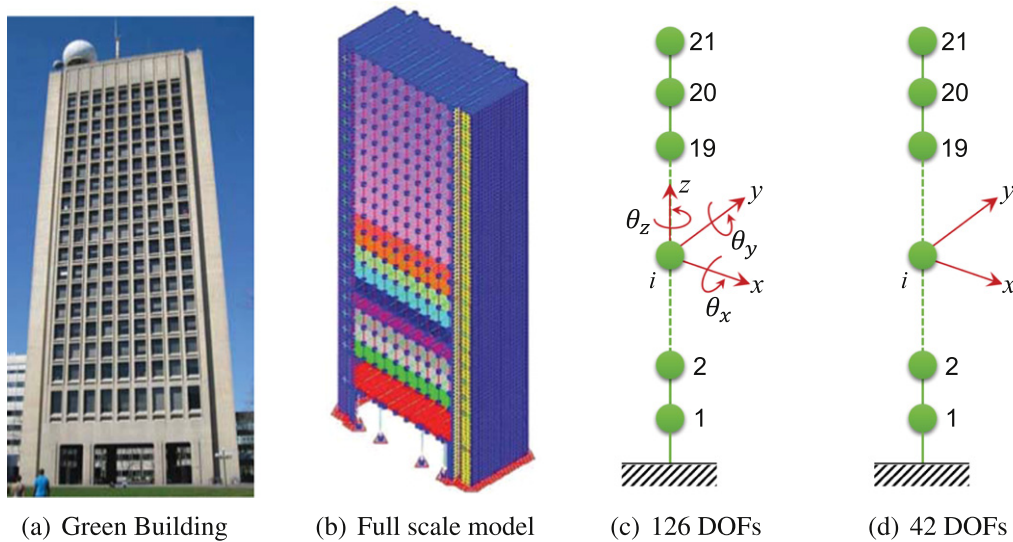 21
20
19
z
y
θz
θy
i
x
θx
2
1
21
20
19
y
i
x
2
1
(a) Green Building
(b) Full scale model
(c) 126 DOFs
(d) 42 DOFs